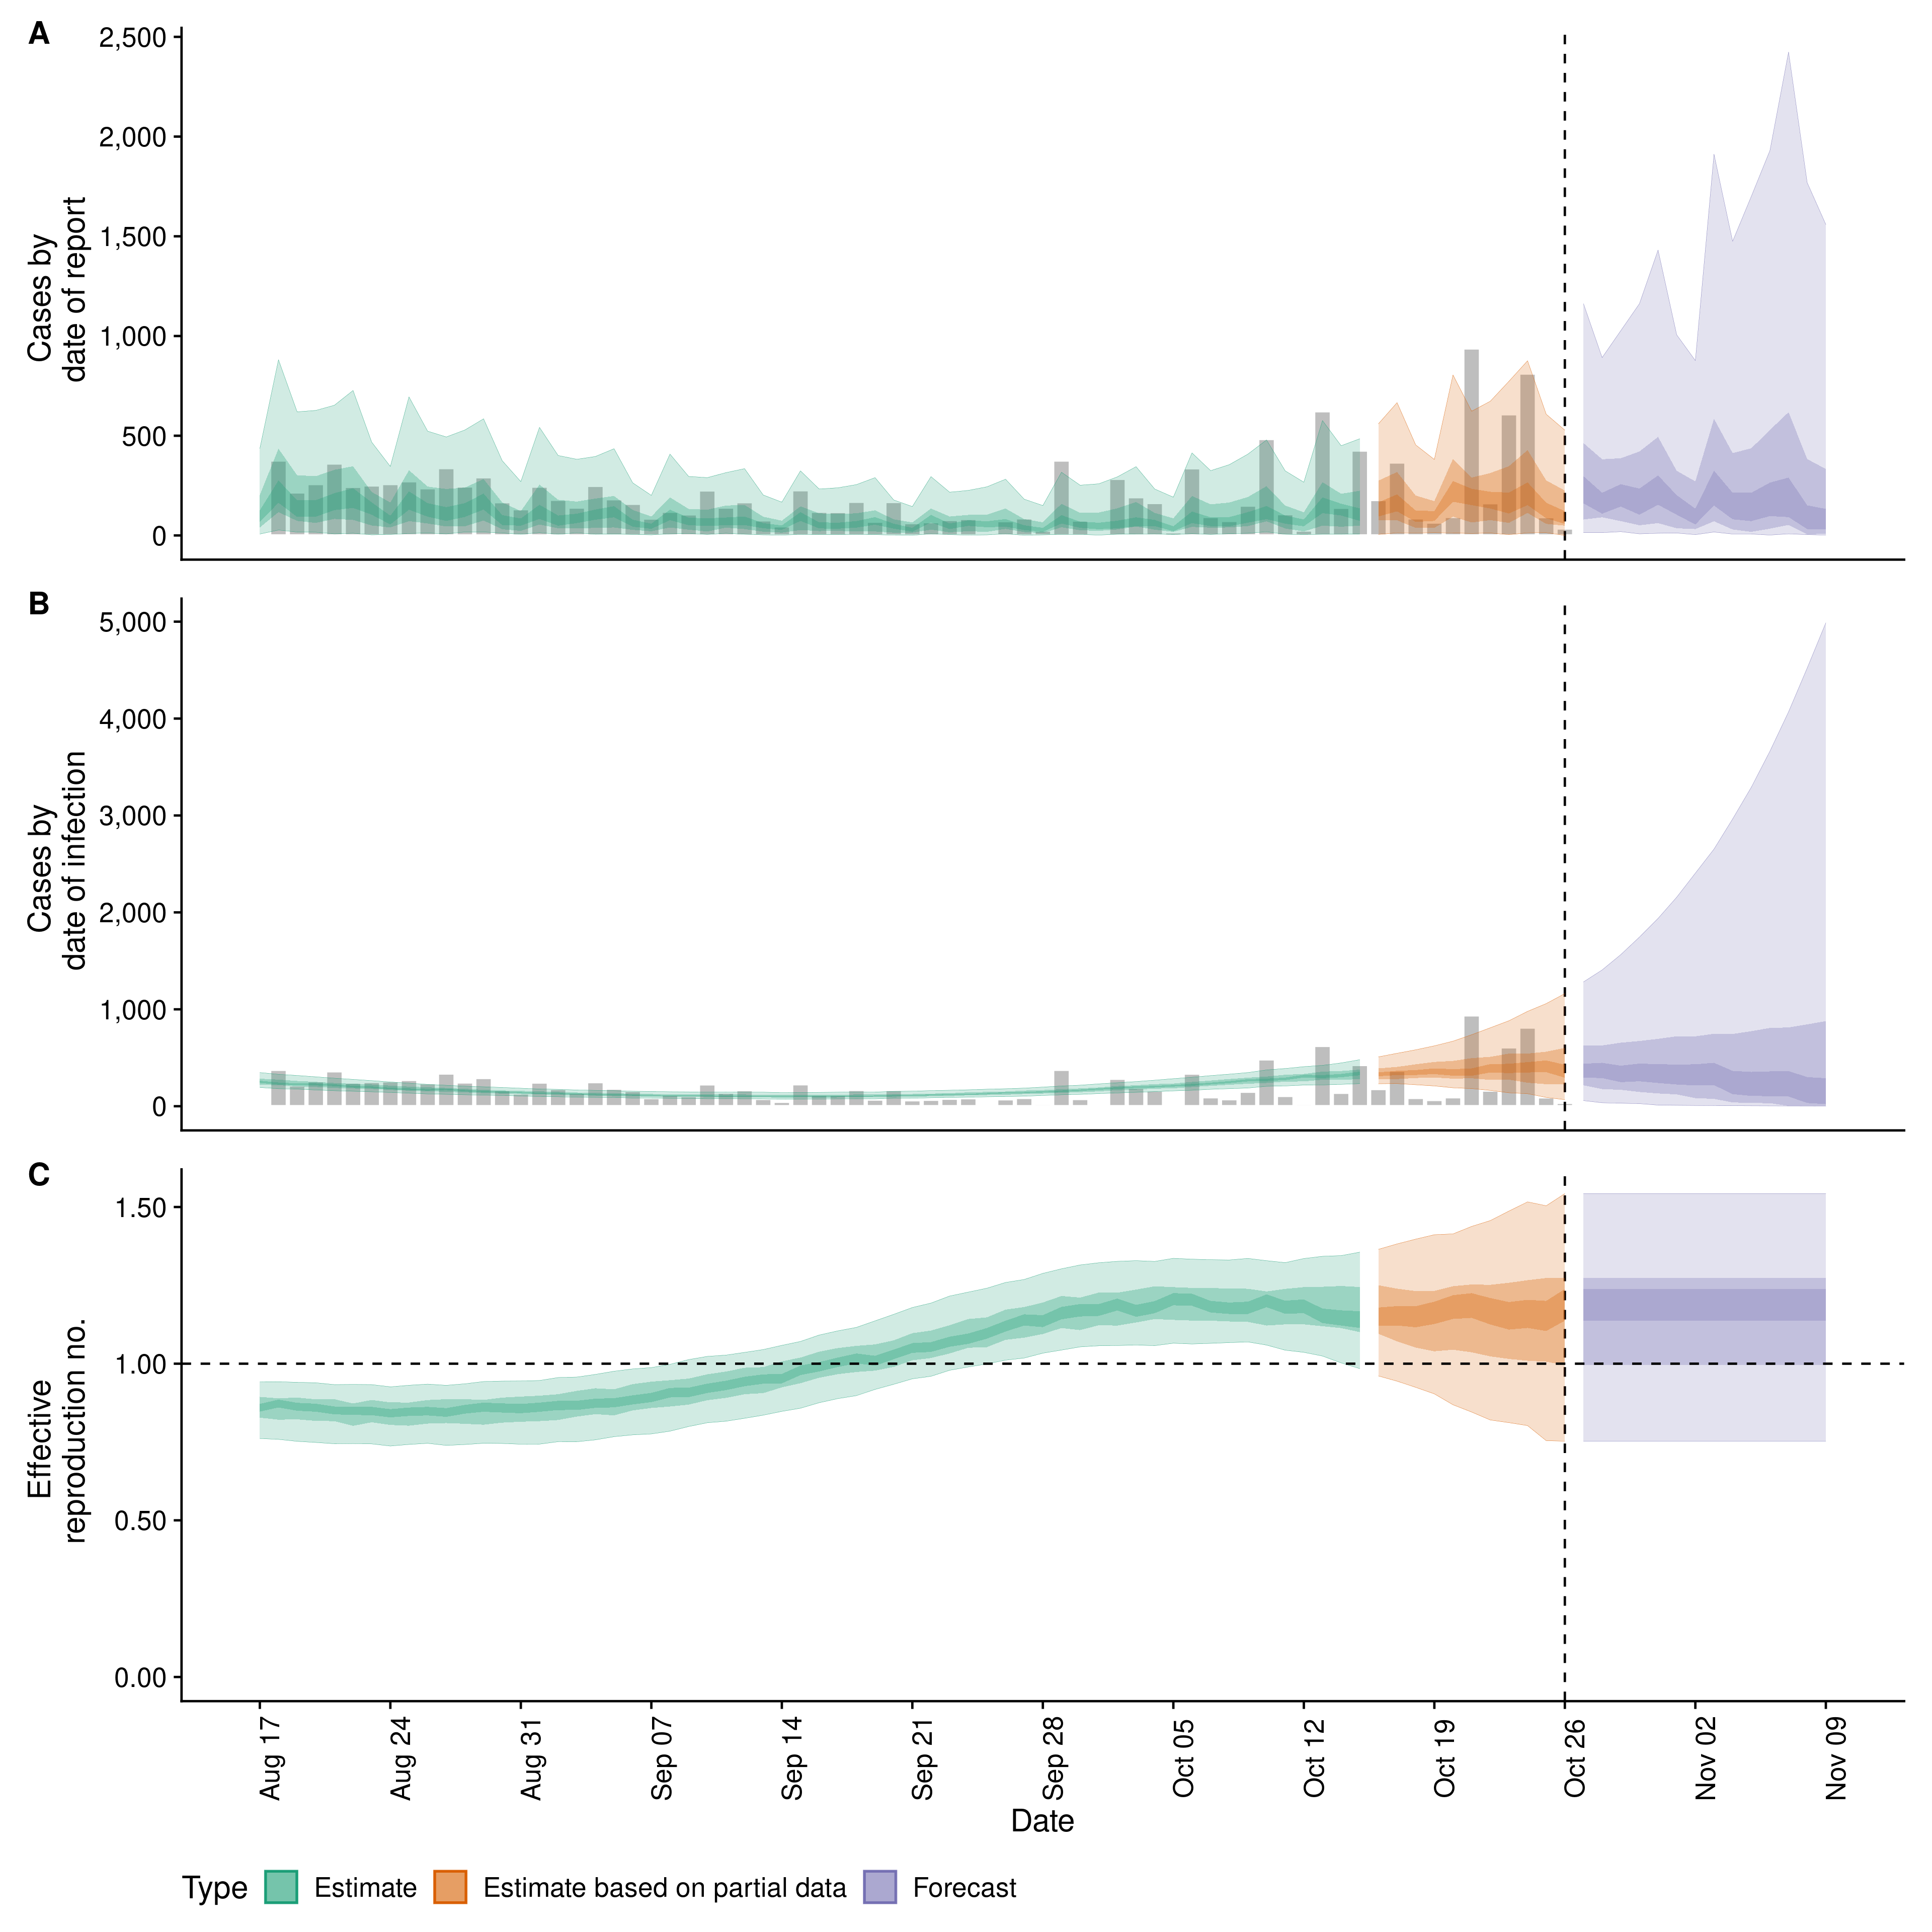 A
2,500
2,000
1,500
1,000
500
0
Cases by
date of report
B
5,000
4,000
3,000
2,000
1,000
0
Cases by
date of infection
C
1.50
1.00
0.50
0.00
Effective
reproduction no.
Aug 17
Aug 24
Aug 31
Sep 07
Sep 14
Sep 21
Sep 28
Oct 05
Oct 12
Oct 19
Oct 26
Nov 02
Nov 09
Date
Type Estimate Estimate based on partial data Forecast